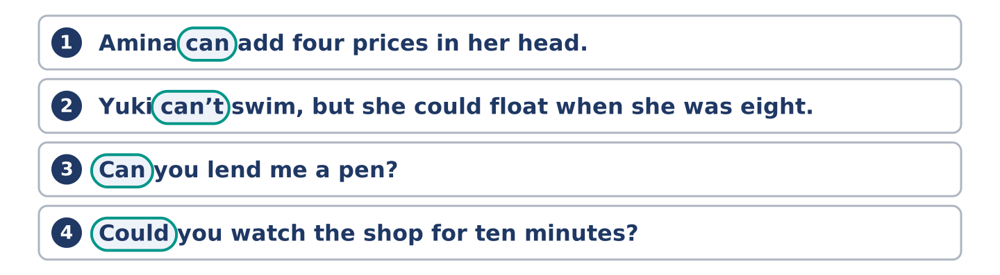 1 Amina can add four prices in her head.
2 Yuki can’t swim, but she could float when she was eight.
3 Can you lend me a pen?
4 Could you watch the shop for ten minutes?